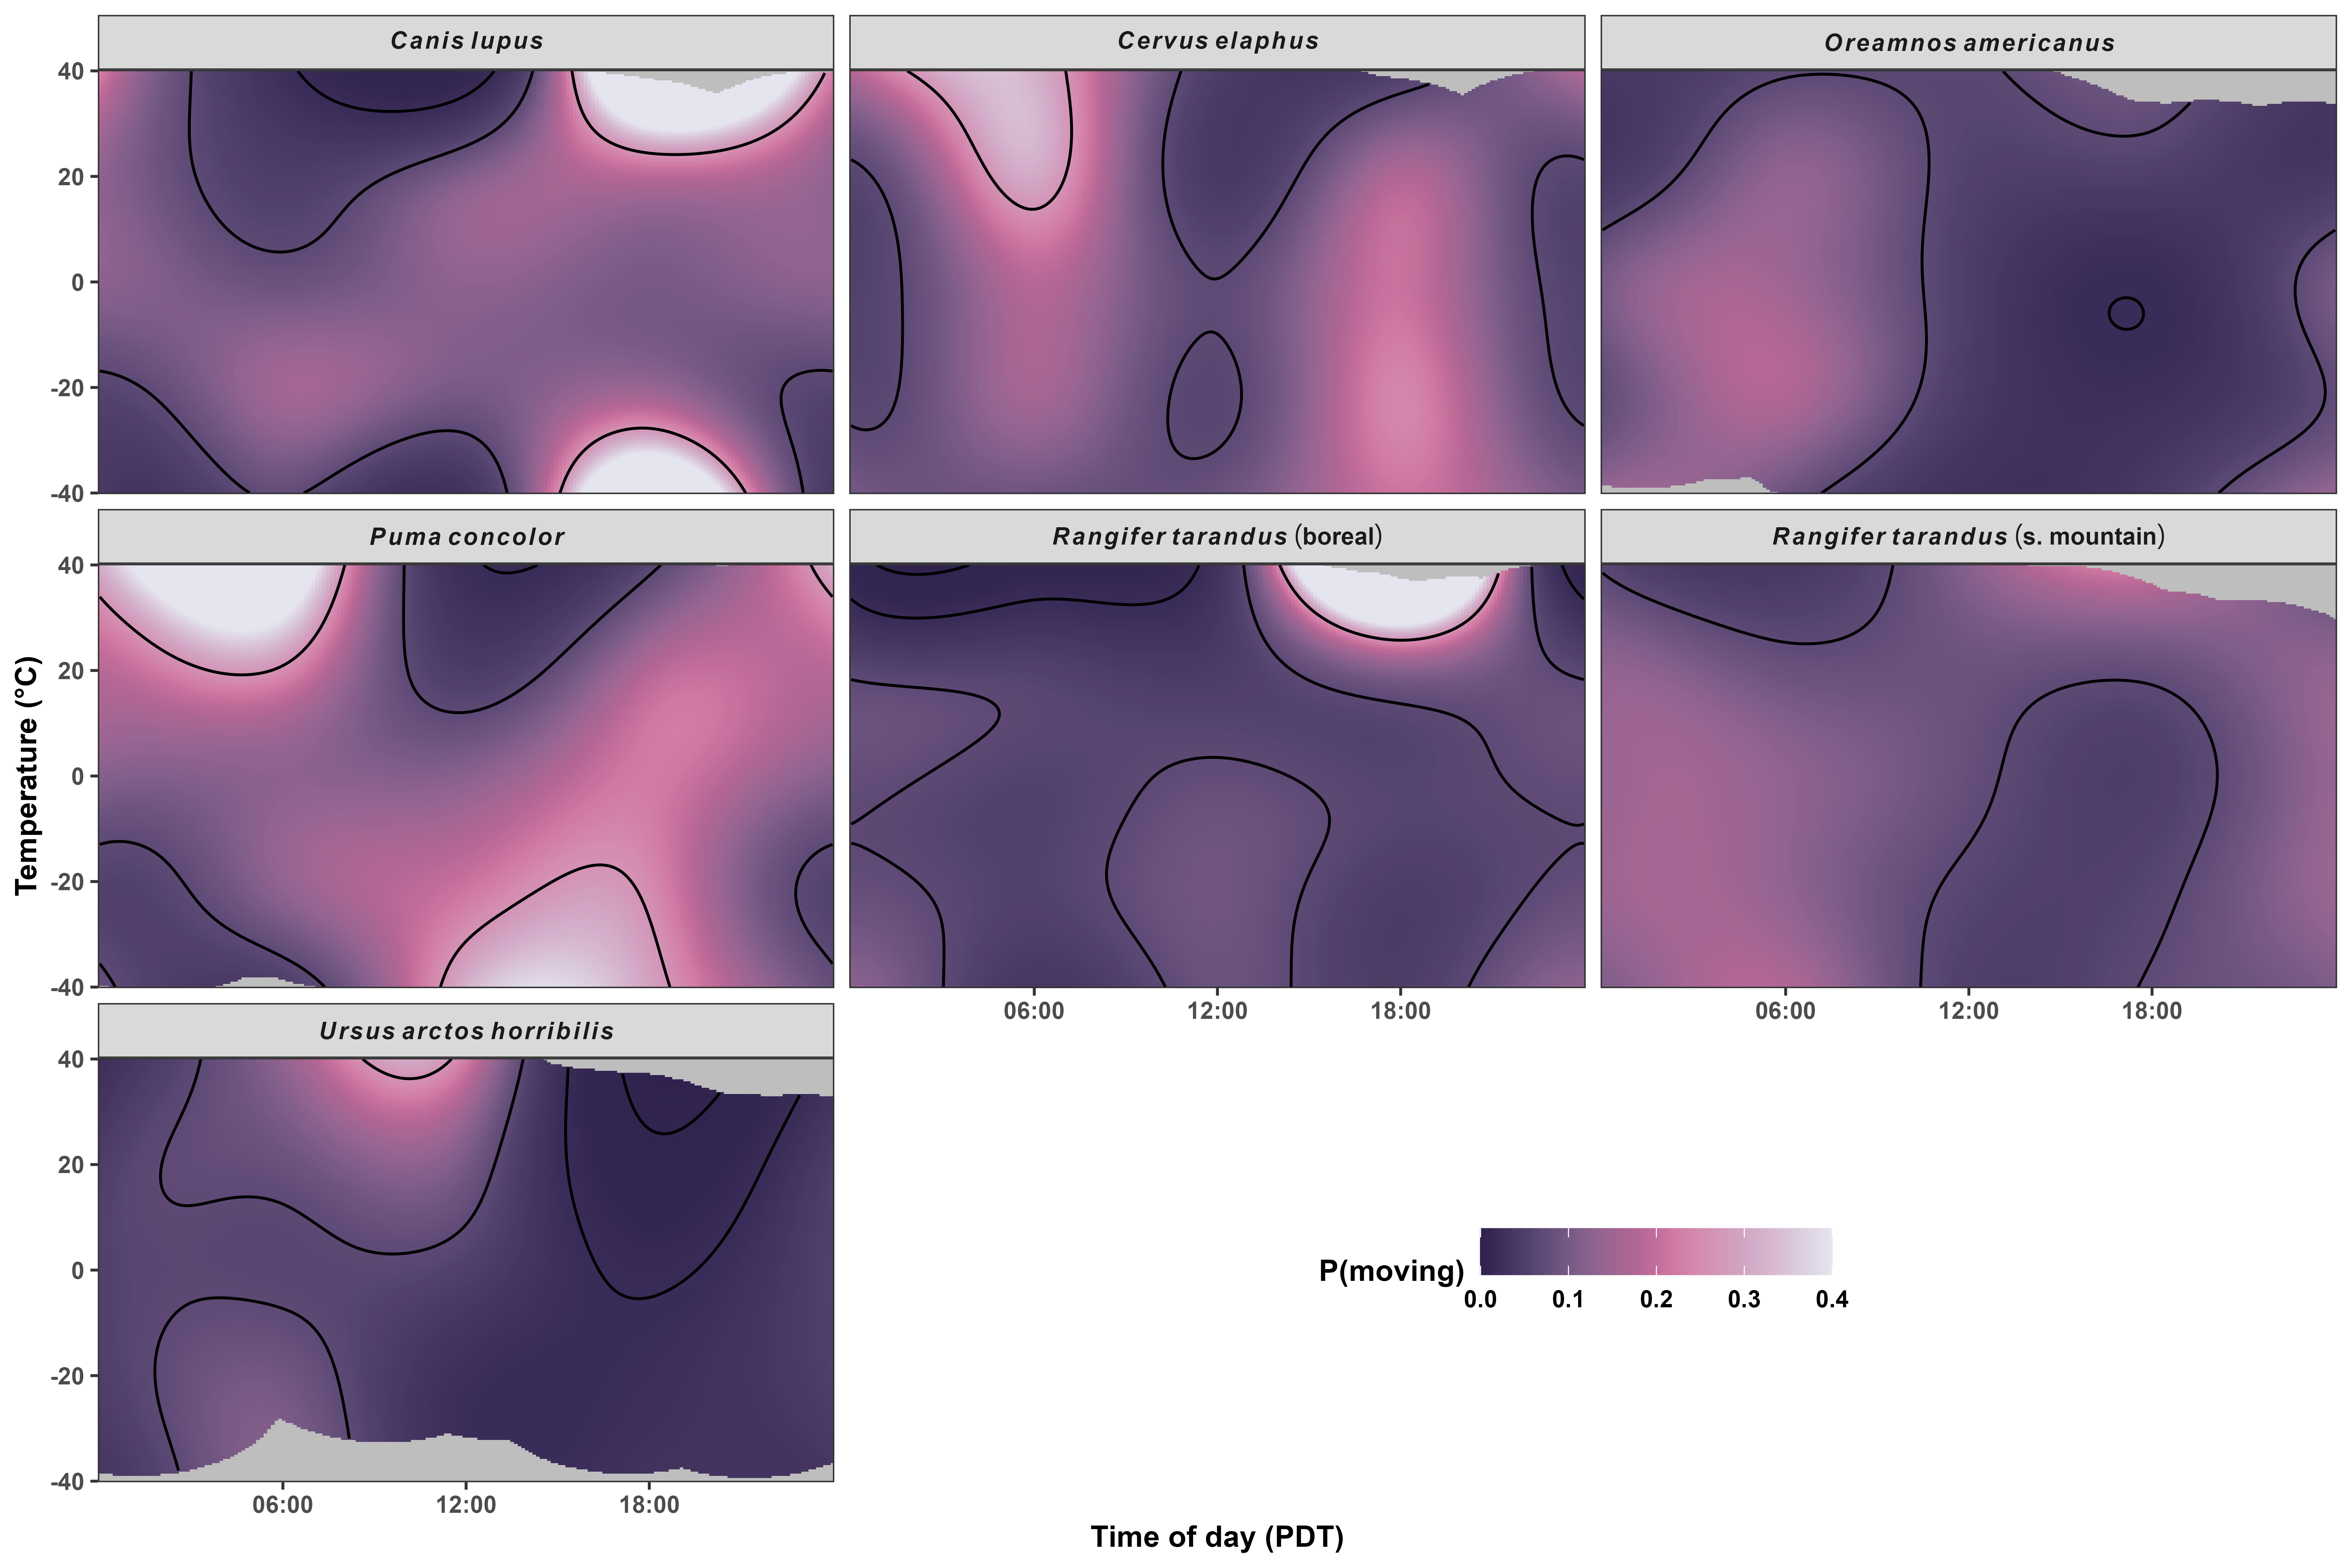 Canis lupus
Cervus elaphus
Oreamnos americanus
40
20
0
-20
-40
Puma concolor
Rangifer tarandus (boreal)
Rangifer tarandus (s. mountain)
40
20
0
-20
-40
06:00 12:00 18:00
06:00 12:00 18:00
Temperature (°C)
Ursus arctos horribilis
40
20
0
-20
-40
06:00 12:00 18:00
P(moving)
0.0 0.1 0.2 0.3 0.4
Time of day (PDT)